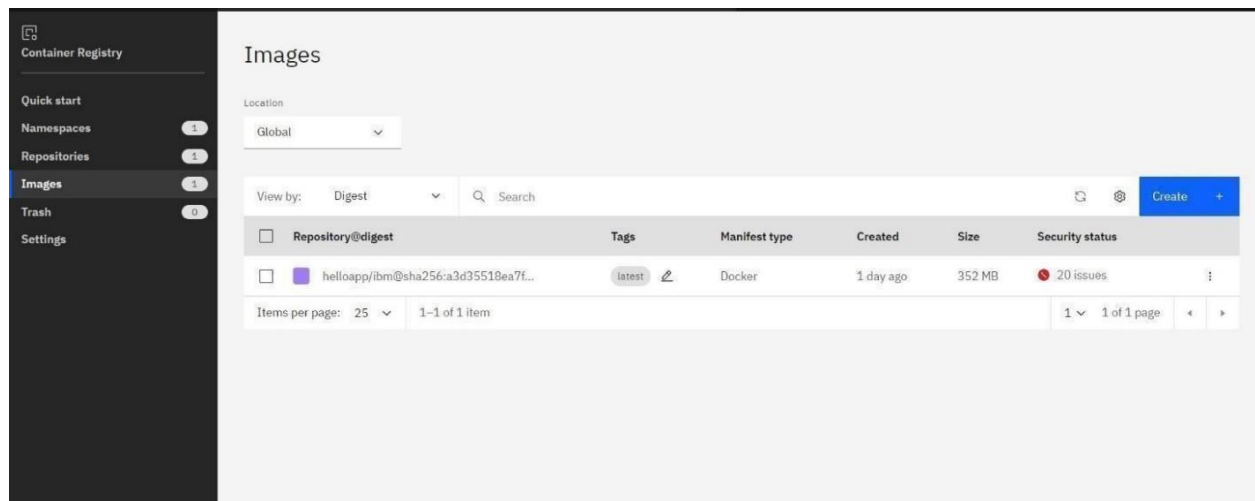 Container Registry
Quick start
Namespaces 1
Repositories 1
Images 1
Trash 0
Settings
Images
Location
Global
View by: Digest Search Create +
Repository@digest Tags Manifest type Created Size Security status
helloapp/ibm@sha256:a3d35518ea7f... latest Docker 1 day ago 352 MB 20 issues
Items per page: 25 1–1 of 1 item 1 1 of 1 page